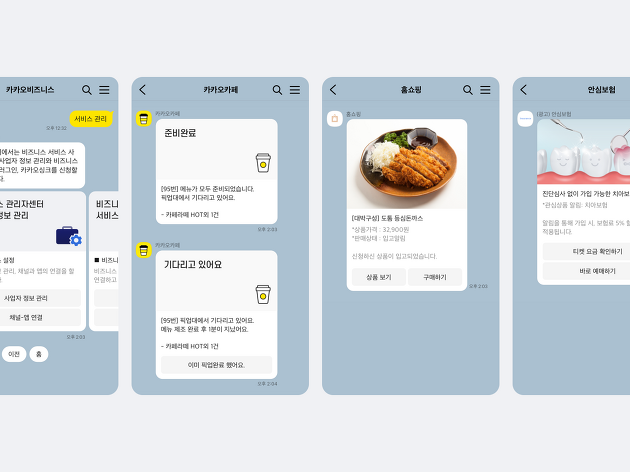 카카오비즈니스
서비스 관리
오후 12:02
에서는 비즈니스 서비스 사
사업자 정보 관리와 비즈니스
러그인, 카카오싱크를 신청할
다.
스 관리자센터
정보 관리
스 설정
관리, 채널과 앱의 연결을 할
사업자 정보 관리
채널-앱 연결
비즈니
서비스
■ 비즈니
비즈니스
연결하고
오후 2:03
이전
홈
카카오카페
카카오카페
준비완료
[95번] 메뉴가 모두 준비되었습니다.
픽업대에서 기다리고 있어요.
- 카페라떼 HOT외 1건
오후 2:03
카카오카페
기다리고 있어요
[95번] 픽업대에서 기다리고 있어요.
메뉴 제조 완료 후 1분이 지났어요.
- 카페라떼 HOT외 1건
이미 픽업완료 했어요.
오후 2:04
홈쇼핑
홈쇼핑
[대박구성] 도톰 등심돈까스
*상품가격 : 32,900원
*판매상태 : 입고알림
신청하신 상품이 입고되었습니다.
상품 보기
구매하기
오후 2:03
안심보험
(광고) 안심보험
진단심사 없이 가입 가능한 치아보
*관심상품 알림: 치아보험
알림을 통해 가입 시, 보험료 5% 할
적용됩니다.
티켓 요금 확인하기
바로 예매하기